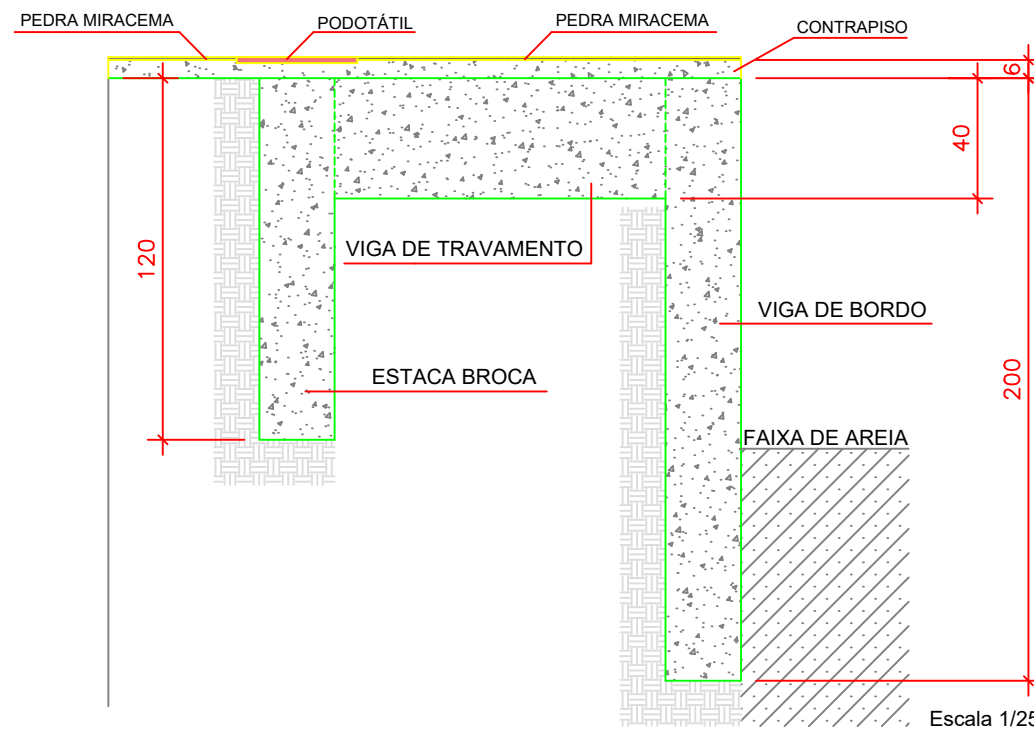 PEDRA MIRACEMA
PODOTÁTIL
PEDRA MIRACEMA
CONTRAPISO
6
40
120
VIGA DE TRAVAMENTO
VIGA DE BORDO
200
ESTACA BROCA
FAIXA DE AREIA
Escala 1/25